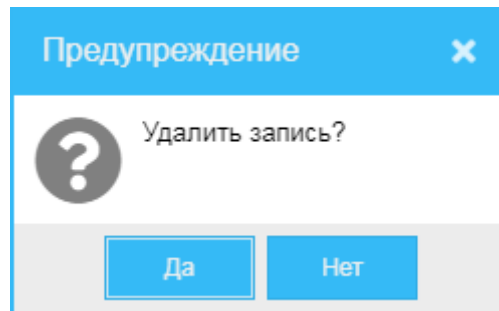 Предупреждение
Удалить запись?
Да
Нет